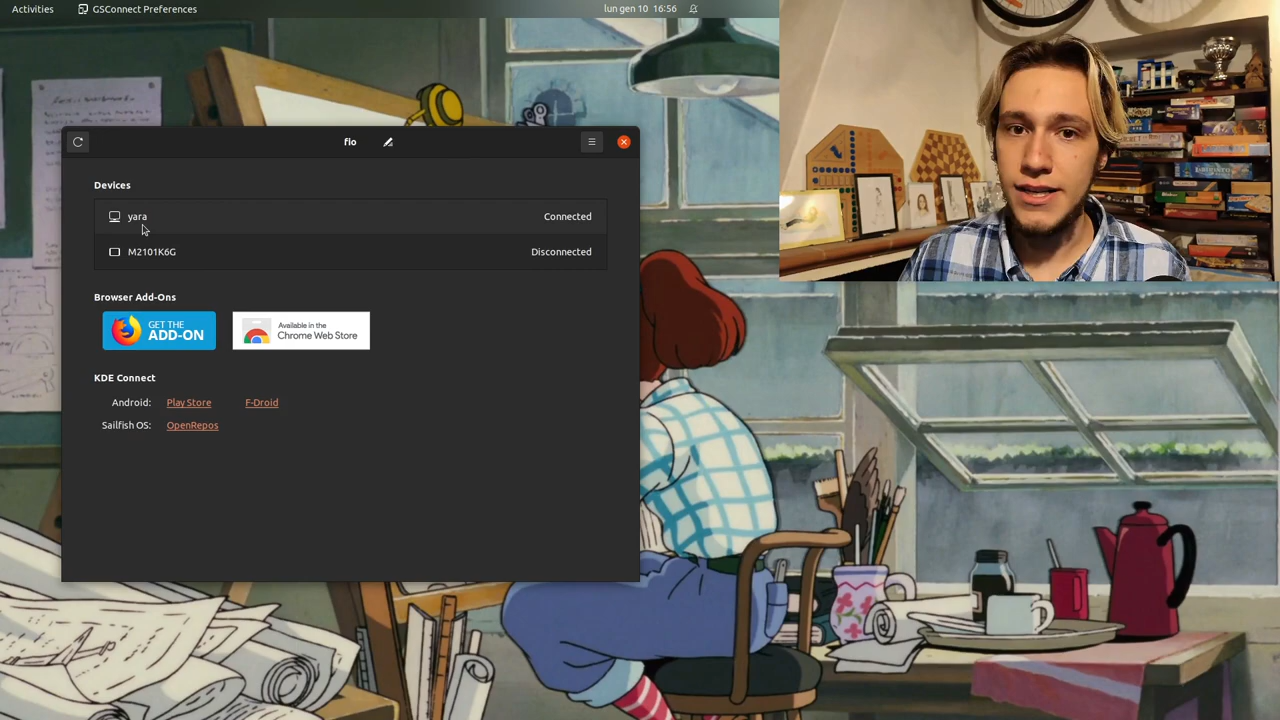 Activities
GSConnect Preferences
lun gen 10 16:56
fio
Devices
yara
Connected
M2101K6G
Disconnected
Browser Add-Ons
GET THE
ADD-ON
Available in the
Chrome Web Store
KDE Connect
Android:
Play Store
F-Droid
Sailfish OS:
OpenRepos